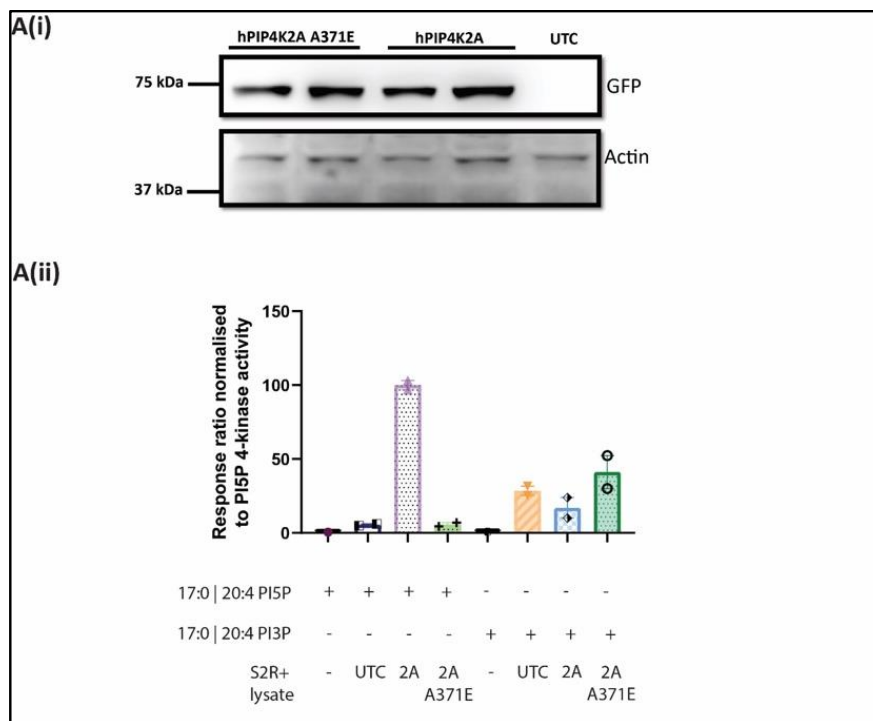 A(i)
hPIP4K2A A371E hPIP4K2A UTC
75 kDa GFP
Actin
37 kDa
A(ii)
Response ratio normalised
to PI5P 4-kinase activity
150
100
50
0
17:0 | 20:4 PI5P + + + + - - - -
17:0 | 20:4 PI3P - - - - + + + +
S2R+ - UTC 2A 2A - UTC 2A 2A
lysate A371E A371E